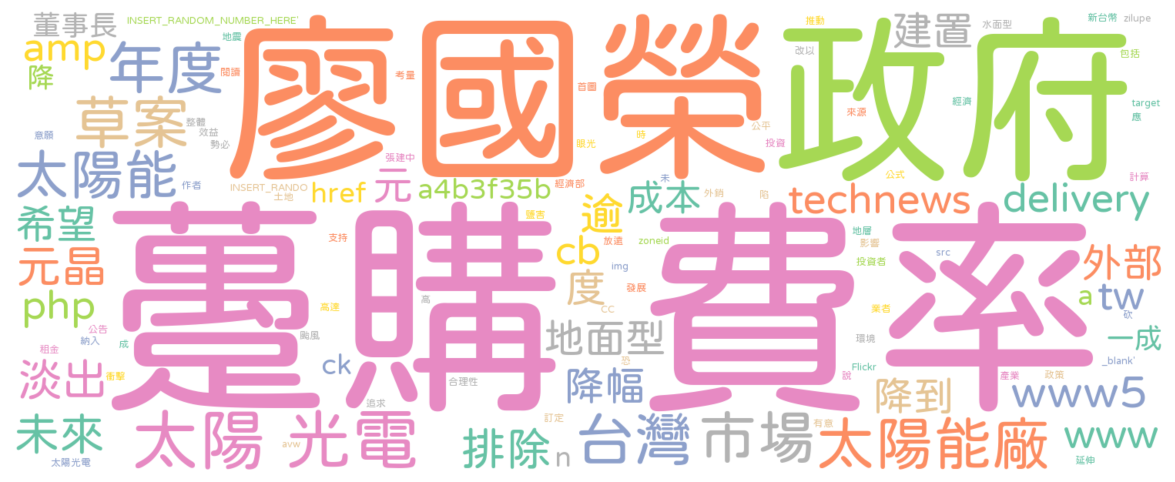 董事長
INSERT_RANDOM_NUMBER_HERE'
amp
年度
地震
降
閱讀
草案
整體
效益
意願
勢必
太陽能
作者
廖國榮
考量
首圖
政府
推動
改以
建置
水面型
新台幣
zilupe
包括
經濟
target
應
來源
公平
時
眼光
投資
張建中
INSERT_RANDO
土地
href
元
a4b3f35b
經濟部
未
成本
外銷
陷
公式
計算
technews
delivery
希望
元晶
php
支持
躉購費率
鹽害
逾
cb
放遣
zoneid
img
度
發展
CC
地層
影響
投資者
src
外部
a
tw
業者
砍
公告
納入
成
租金
高速
颱風
高
地面型
環境
一成
_blank'
淡出
衝擊
ck
合理性
恐
降幅
Flickr
說
產業
政策
降到
www5
追求
訂定
有意
未來
太陽光電
太陽
avw
光電
排除
n
台灣
市場
太陽能廠
www
延伸